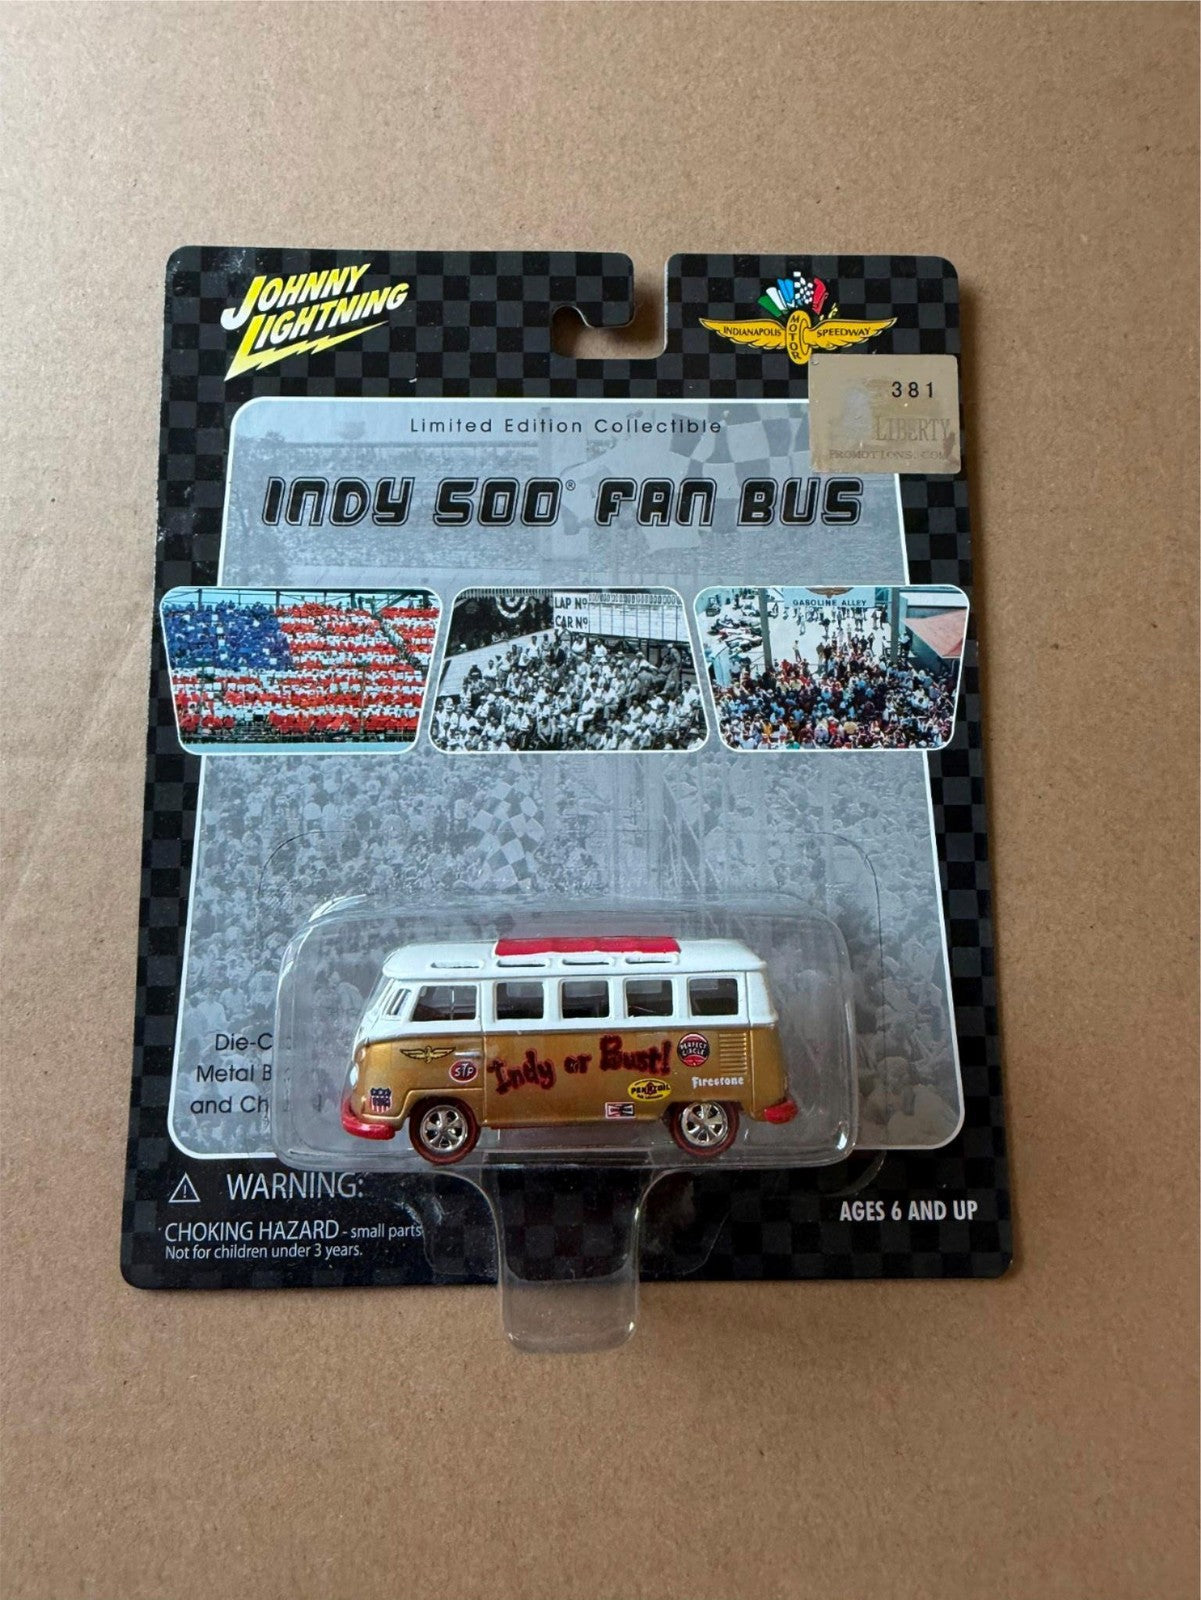 JOHNNY
LIGHTNING
INDIANAPOLIS MOTOR SPEEDWAY
381
LIBERTY
PROMOTIONS.COM
Limited Edition Collectible
INDY 500® FAN BUS
LAP Nº
CAR Nº
GASOLINE ALLEY
Die-C
Metal B
and Ch
STP
Indy or Bust!
PERFECT
CIRCLE
PENNZOIL
Firestone
WARNING:
CHOKING HAZARD - small parts
Not for children under 3 years.
AGES 6 AND UP